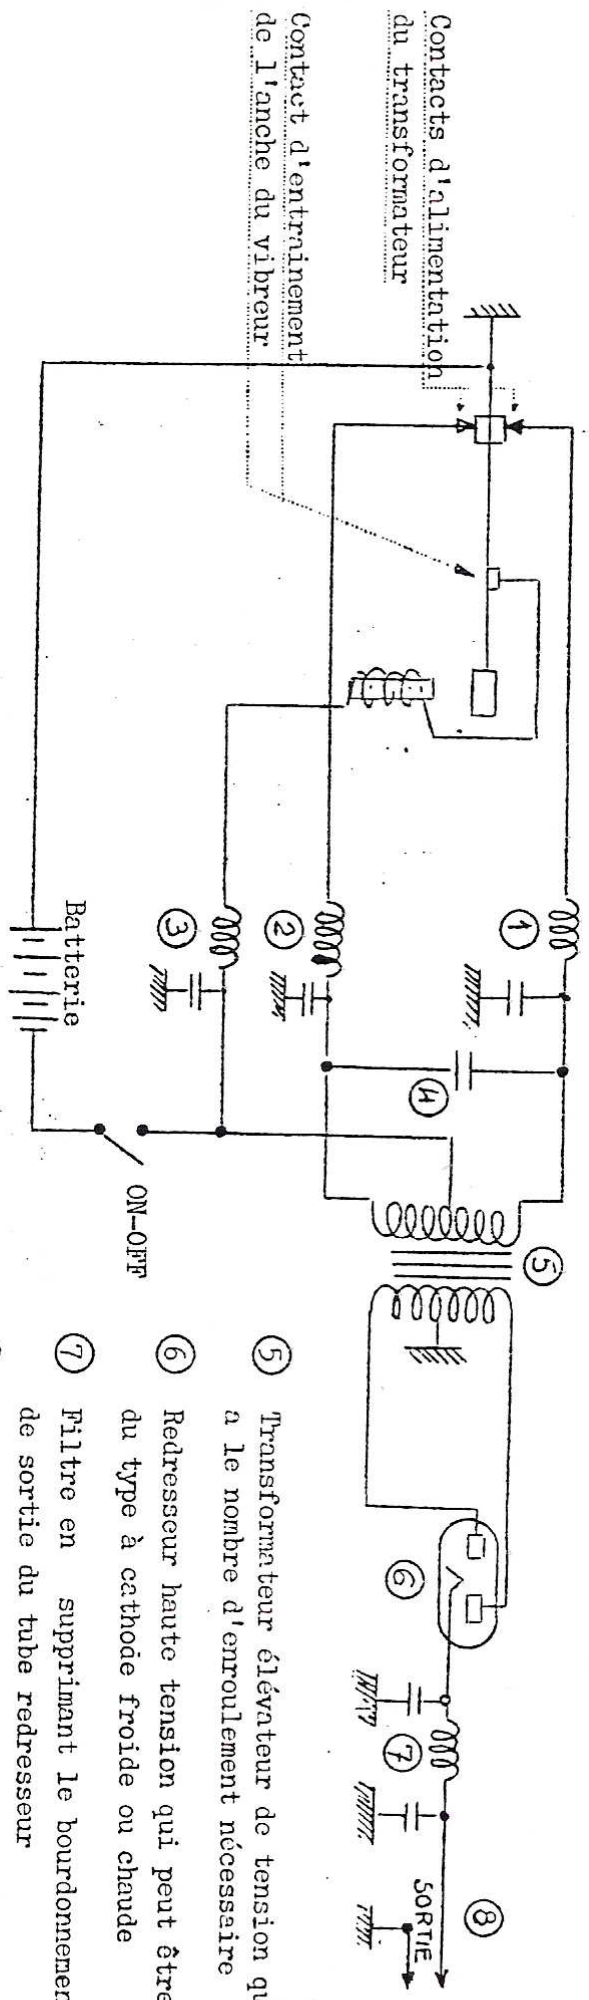 Contacts d'alimentation
du transformateur
Contact d'entrainement
de l'anche du vibreur
1
2
3
4
5
6
7
8
SORTIE
Batterie
ON-OFF
5 Transformateur élévateur de tension qu
a le nombre d'enroulement nécessaire
6 Redresseur haute tension qui peut être
du type à cathode froide ou chaude
7 Filtre en supprimant le bourdonnemen
de sortie du tube redresseur